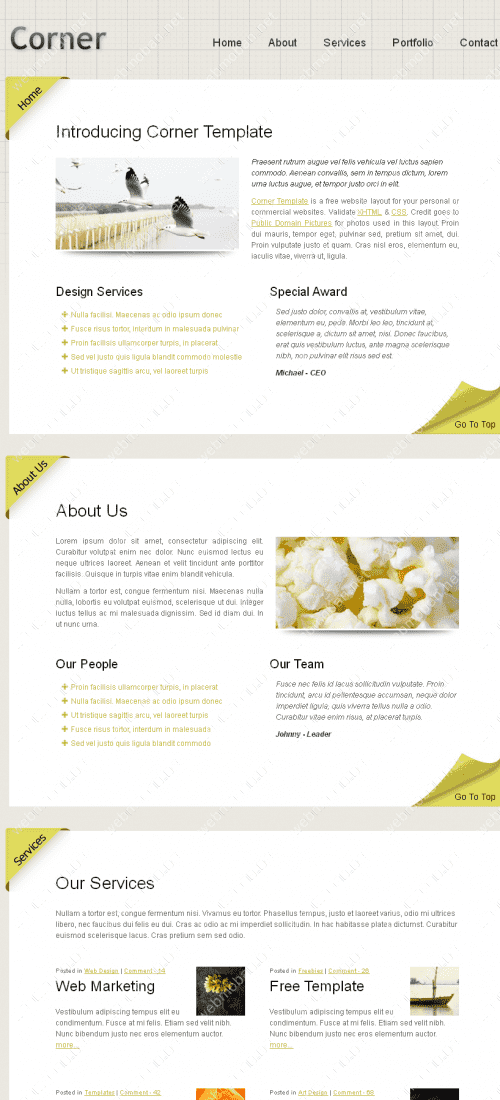 Corner
Home About Services Portfolio Contact
Home
Introducing Corner Template
Praesent rutrum augue vel felis vehicula vel luctus sapien
commodo. Aenean convallis, sem in tempus dictum, lorem
urna luctus augue, et tempor justo orci in elit.
Corner Template is a free website layout for your personal or
commercial websites. Validate XHTML & CSS. Credit goes to
Public Domain Pictures for photos used in this layout. Proin
dui mauris, tempor eget, pulvinar sed, pretium sit amet, dui.
Proin vulputate justo et quam. Cras nisl eros, elementum eu,
iaculis vitae, viverra ut, ligula.
Design Services
Nulla facilisi. Maecenas ac odio ipsum donec
Fusce risus tortor, interdum in malesuada pulvinar
Proin facilisis ullamcorper turpis, in placerat
Sed vel justo quis ligula blandit commodo molestie
Ut tristique sagittis arcu, vel laoreet turpis
Special Award
Sed justo dolor, convallis at, vestibulum vitae,
elementum eu, pede. Morbi leo leo, tincidunt at,
scelerisque a, dictum sit amet, nisi. Donec faucibus,
erat quis vestibulum luctus, ante magna scelerisque
nibh, non pulvinar elit risus sed est.
Michael - CEO
Go To Top
About Us
About Us
Lorem ipsum dolor sit amet, consectetur adipiscing elit.
Curabitur volutpat enim nec dolor. Nunc euismod lectus eu
neque ultrices laoreet. Aenean et velit tincidunt ante porttitor
facilisis. Quisque in turpis vitae enim blandit vehicula.
Nullam a tortor est, congue fermentum nisi. Maecenas nulla
nulla, lobortis eu volutpat euismod, scelerisque ut dui. Integer
luctus tellus ac mi malesuada dignissim. Sed id diam dui. In
ut nunc urna.
Our People
Proin facilisis ullamcorper turpis, in placerat
Nulla facilisi. Maecenas ac odio ipsum donec
Ut tristique sagittis arcu, vel laoreet turpis
Fusce risus tortor, interdum in malesuada
Sed vel justo quis ligula blandit commodo
Our Team
Fusce nec felis id lacus sollicitudin vulputate. Proin
tincidunt, arcu id pellentesque accumsan, neque dolor
imperdiet ligula, quis viverra tellus nulla a odio.
Curabitur vitae enim risus, at placerat turpis.
Johnny - Leader
Go To Top
Services
Our Services
Nullam a tortor est, congue fermentum nisi. Vivamus eu tortor. Phasellus tempus, justo et laoreet varius, odio mi ultrices
libero, nec faucibus dui felis eu dui. Cras ac odio ac mi imperdiet sollicitudin. In hac habitasse platea dictumst. Curabitur
euismod scelerisque lacus. Cras pretium sem sed odio.
Posted in Web Design | Comment - 14
Web Marketing
Vestibulum adipiscing tempus elit eu
condimentum. Fusce at mi felis. Etiam sed velit nibh.
Nunc bibendum justo nec eros elementum auctor.
more...
Posted in Freebies | Comment - 28
Free Template
Vestibulum adipiscing tempus elit eu
condimentum. Fusce at mi felis. Etiam sed velit nibh.
Nunc bibendum justo nec eros elementum auctor.
more...
Posted in Templates | Comment - 42
Posted in Art Design | Comment - 58